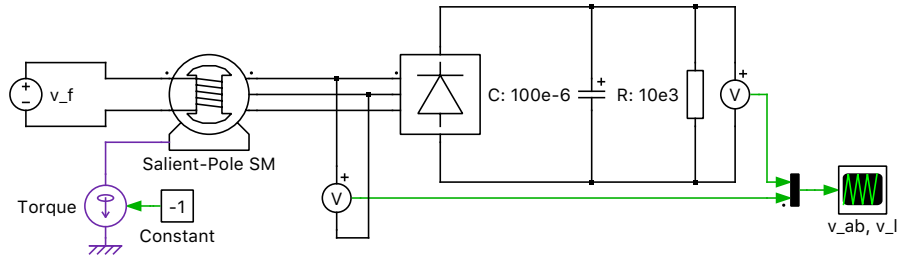 C: 100e-6
R: 10e3
+
V
v_f
Salient-Pole SM
Torque
-1
Constant
+
V
v_ab, v_l